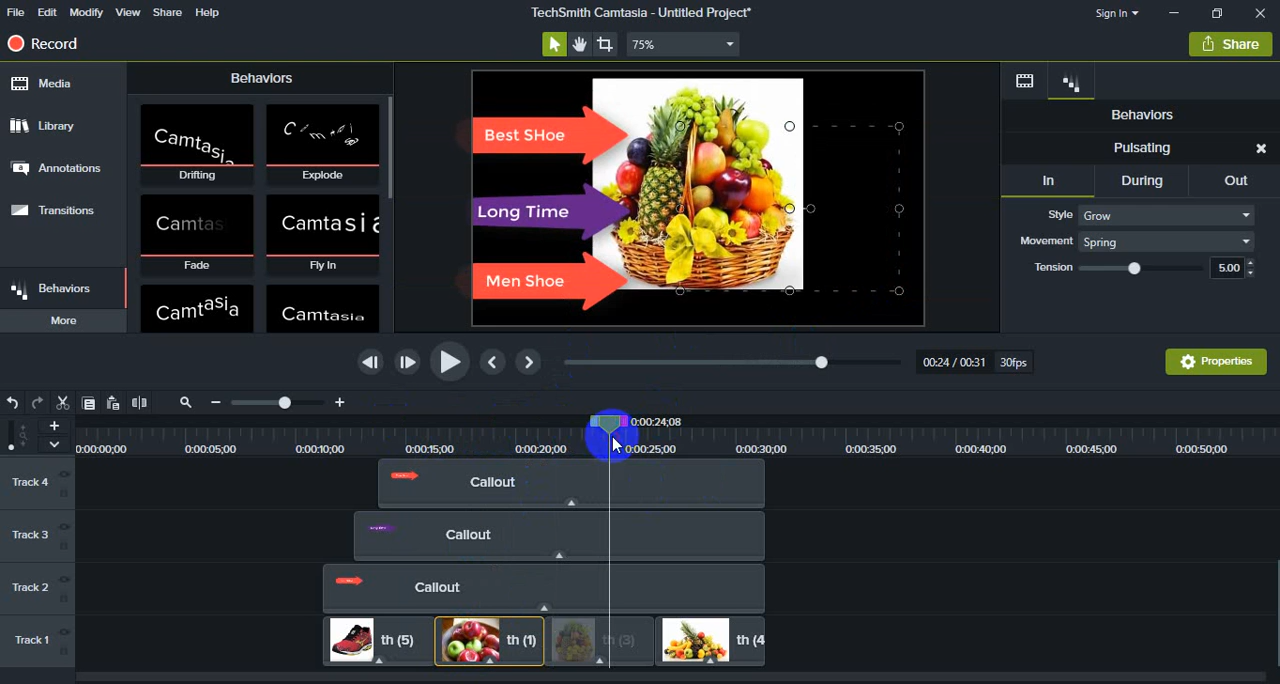 File Edit Modify View Share Help
TechSmith Camtasia - Untitled Project*
Sign In
Record
75%
Share
Media
Library
Annotations
Transitions
Behaviors
More
Behaviors
Camtasia
Drifting
Explode
Camtas
Fade
Camtasia
Fly In
Camtasia
Camtasia
Best SHoe
Long Time
Men Shoe
Behaviors
Pulsating
In During Out
Style Grow
Movement Spring
Tension 5.00
00:24 / 00:31 30fps
Properties
0:00:24;08
0:00:00;00 0:00:05;00 0:00:10;00 0:00:15;00 0:00:20;00 0:00:25;00 0:00:30;00 0:00:35;00 0:00:40;00 0:00:45;00 0:00:50;00
Track 4 Callout
Track 3 Callout
Track 2 Callout
Track 1 th (5) th (1) th (3) th (4